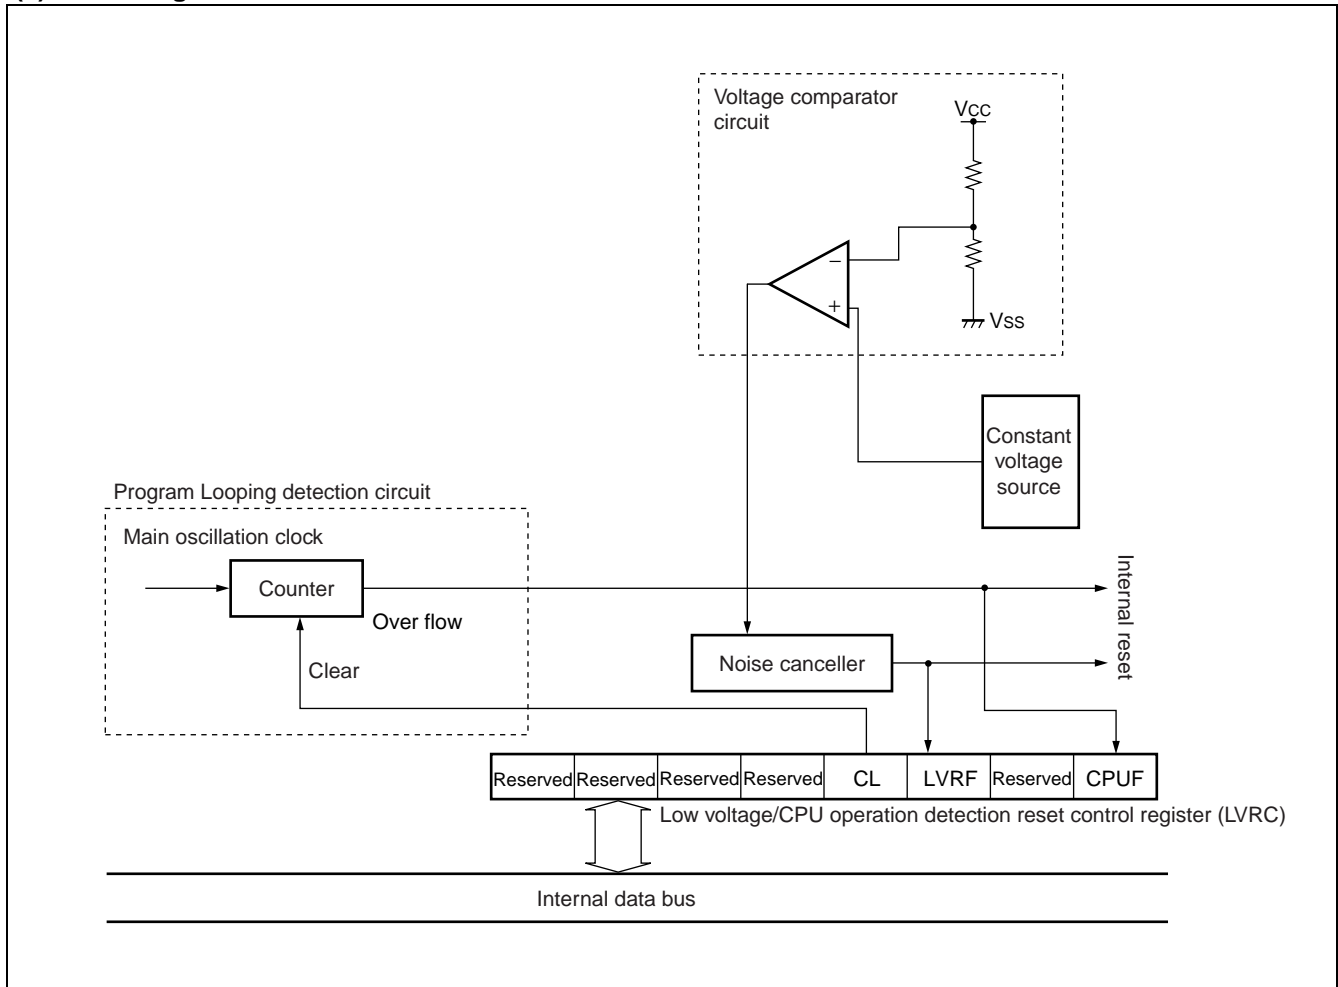 Voltage comparator
circuit
VCC
−
+
VSS
Constant
voltage
source
Program Looping detection circuit
Main oscillation clock
Counter
Over flow
Clear
Noise canceller
Internal reset
Reserved Reserved Reserved Reserved CL LVRF Reserved CPUF
Low voltage/CPU operation detection reset control register (LVRC)
Internal data bus